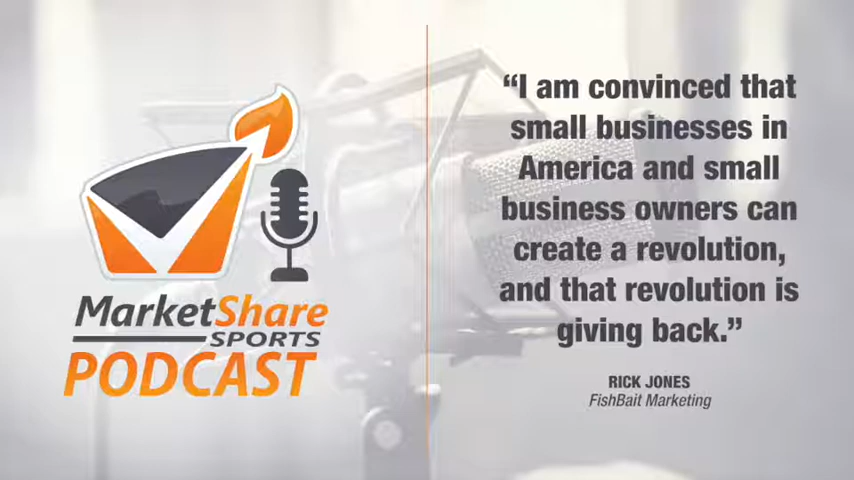 MarketShare
SPORTS
PODCAST
“I am convinced that
small businesses in
America and small
business owners can
create a revolution,
and that revolution is
giving back.”
RICK JONES
FishBait Marketing